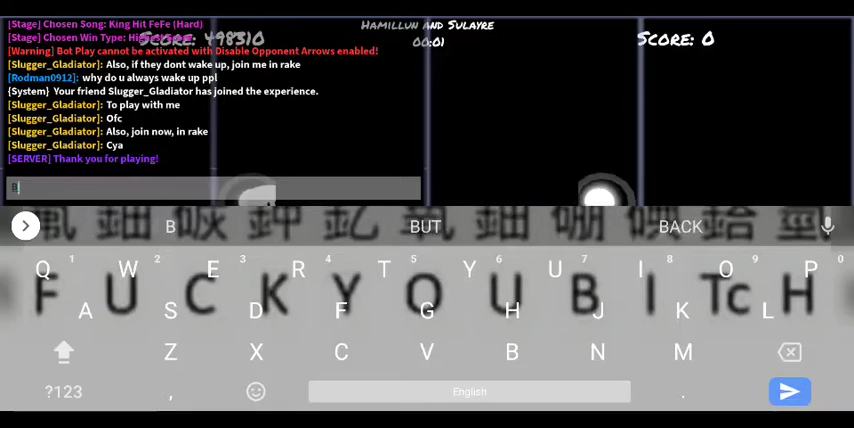 [Stage] Chosen Song: King Hit FeFe (Hard)
Hamillun and Sulayre
[Stage] Chosen Win Type:
Score: 498310
Score: 0
00:01
[Warning] Bot Play cannot be activated with Disable Opponent Arrows enabled!
[Slugger_Gladiator]: Also, if they dont wake up, join me in rake
[Rodman0912]: why do u always wake up ppl
{System} Your friend Slugger_Gladiator has joined the experience.
[Slugger_Gladiator]: To play with me
[Slugger_Gladiator]: Ofc
[Slugger_Gladiator]: Also, join now, in rake
[Slugger_Gladiator]: Cya
[SERVER] Thank you for playing!
B
B BUT BACK
1 2 3 4 5 6 7 8 9 0
Q W E R T Y U I O P
F U C K Y O U B I Tc H
A S D F G H J K L
Z X C V B N M
?123 , English .